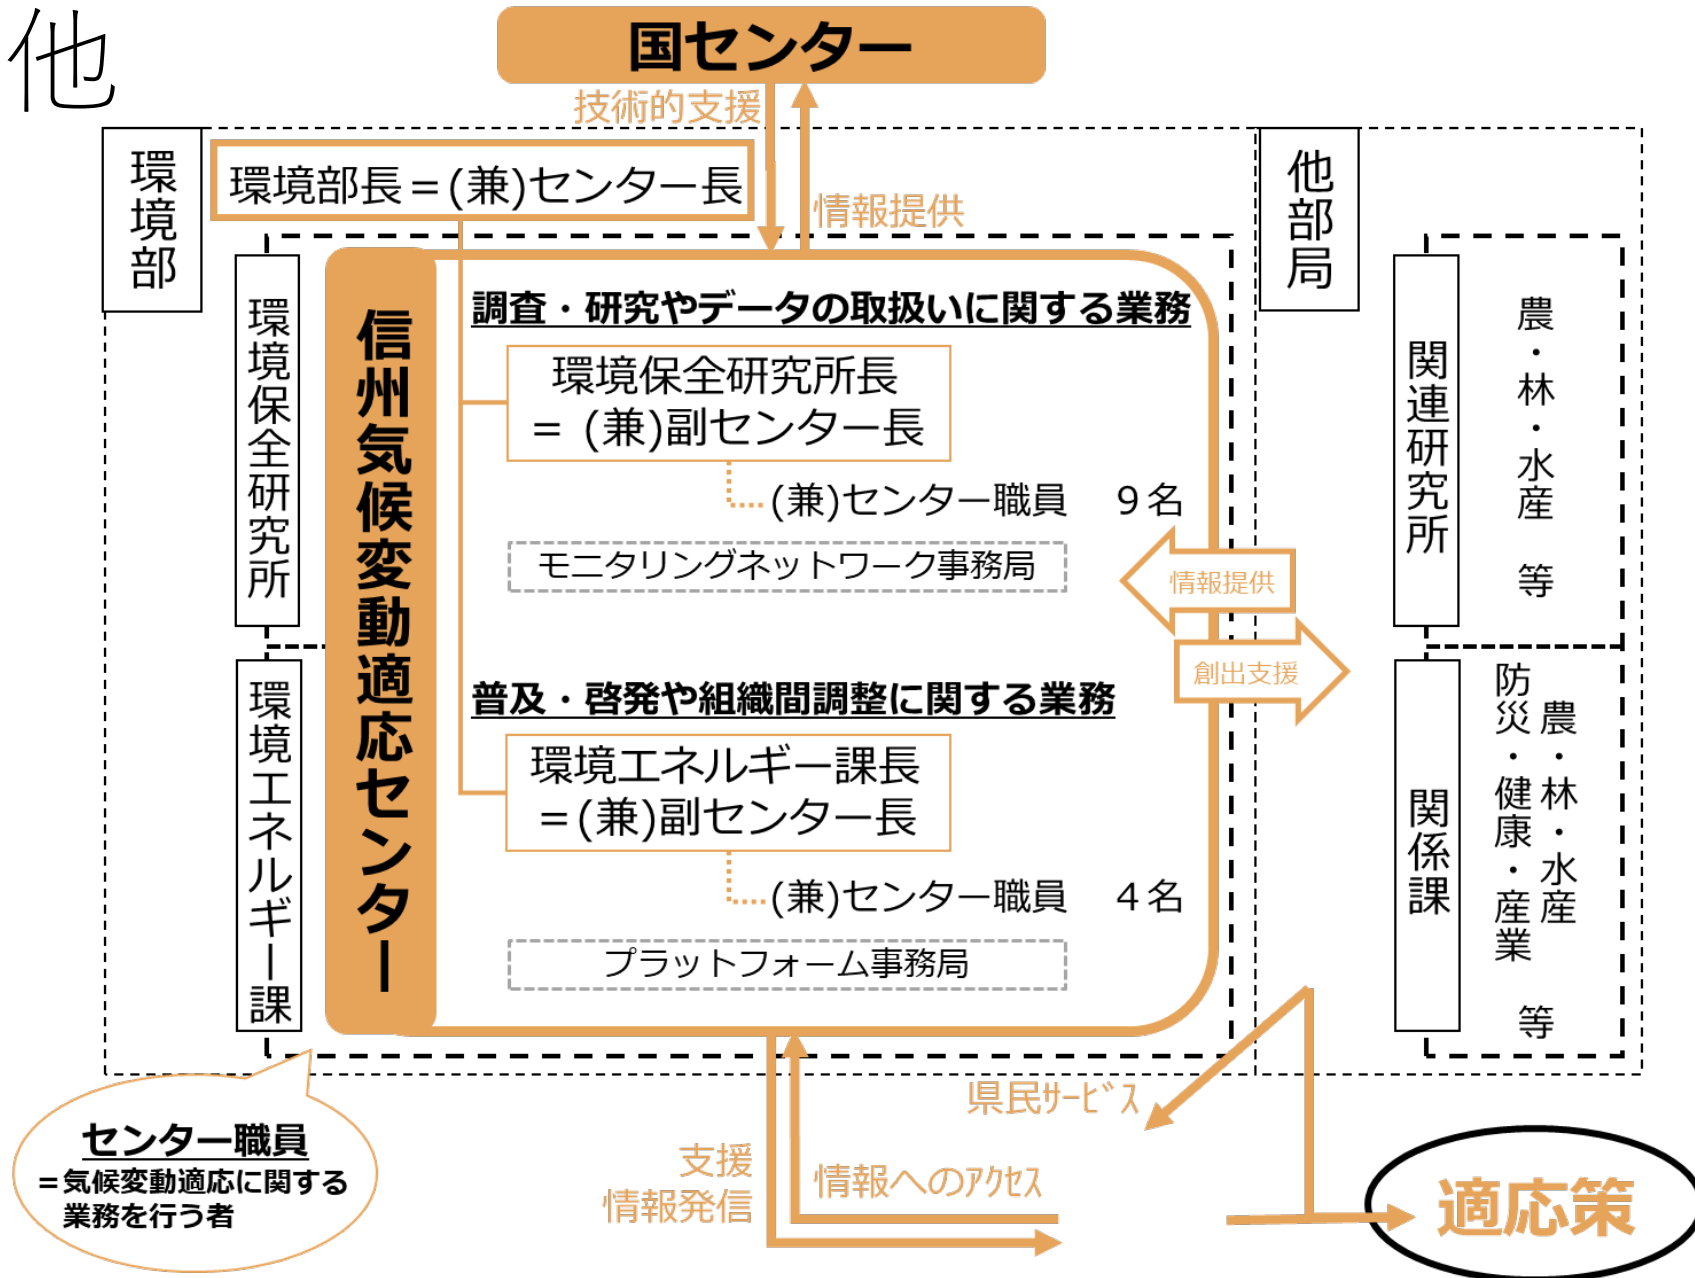 他
国センター
技術的支援
情報提供
環境部
環境部長＝(兼)センター長
他部局
環境保全研究所
環境エネルギー課
信州気候変動適応センター
調査・研究やデータの取扱いに関する業務
環境保全研究所長
＝ (兼)副センター長
(兼)センター職員　９名
モニタリングネットワーク事務局
普及・啓発や組織間調整に関する業務
環境エネルギー課長
＝(兼)副センター長
(兼)センター職員　４名
プラットフォーム事務局
情報提供
創出支援
関連研究所
農・林・水産　等
関係課
農・林・水産
防災・健康・産業
等
センター職員
＝気候変動適応に関する
業務を行う者
支援
情報発信
情報へのｱｸｾｽ
県民ｻｰﾋﾞｽ
適応策